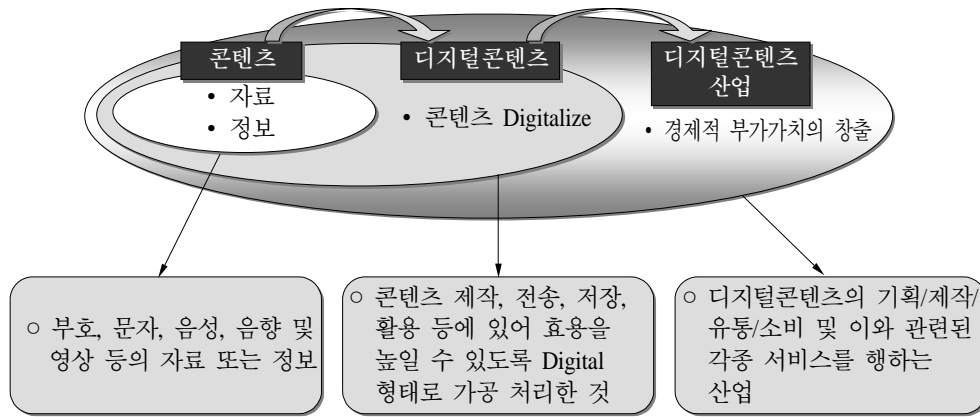 콘텐츠
디지털콘텐츠
디지털콘텐츠
산업
• 자료
• 정보
• 콘텐츠 Digitalize
• 경제적 부가가치의 창출
○ 부호, 문자, 음성, 음향 및
영상 등의 자료 또는 정보
○ 콘텐츠 제작, 전송, 저장,
활용 등에 있어 효용을
높일 수 있도록 Digital
형태로 가공 처리한 것
○ 디지털콘텐츠의 기획/제작/
유통/소비 및 이와 관련된
각종 서비스를 행하는
산업